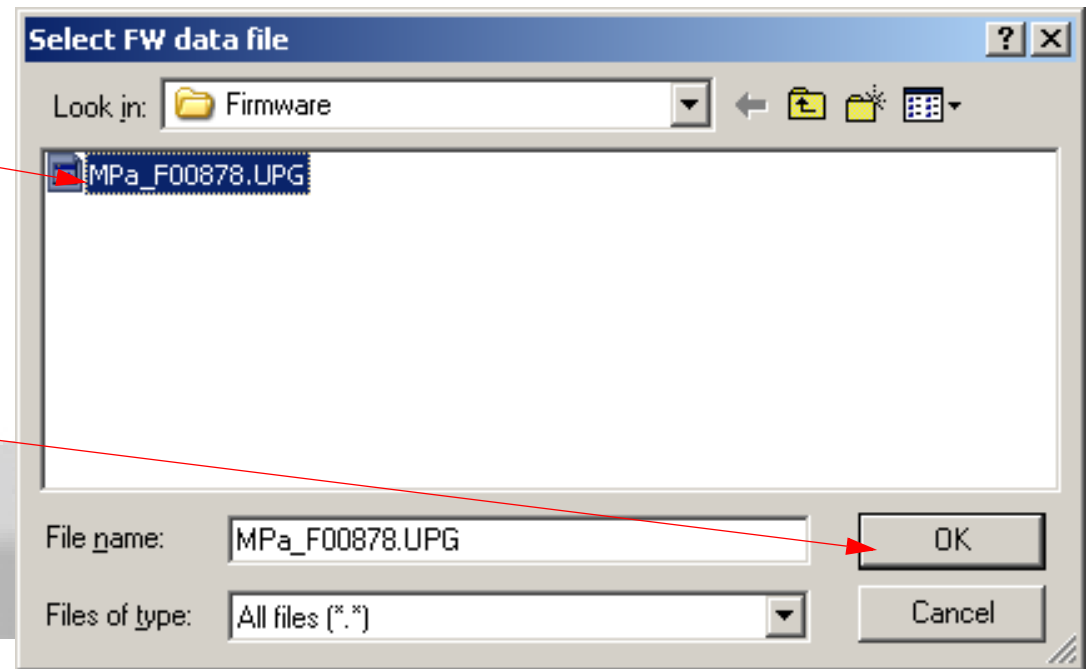 Select FW data file
Look in: Firmware
MPa_F00878.UPG
File name: MPa_F00878.UPG OK
Files of type: All files (*.*) Cancel